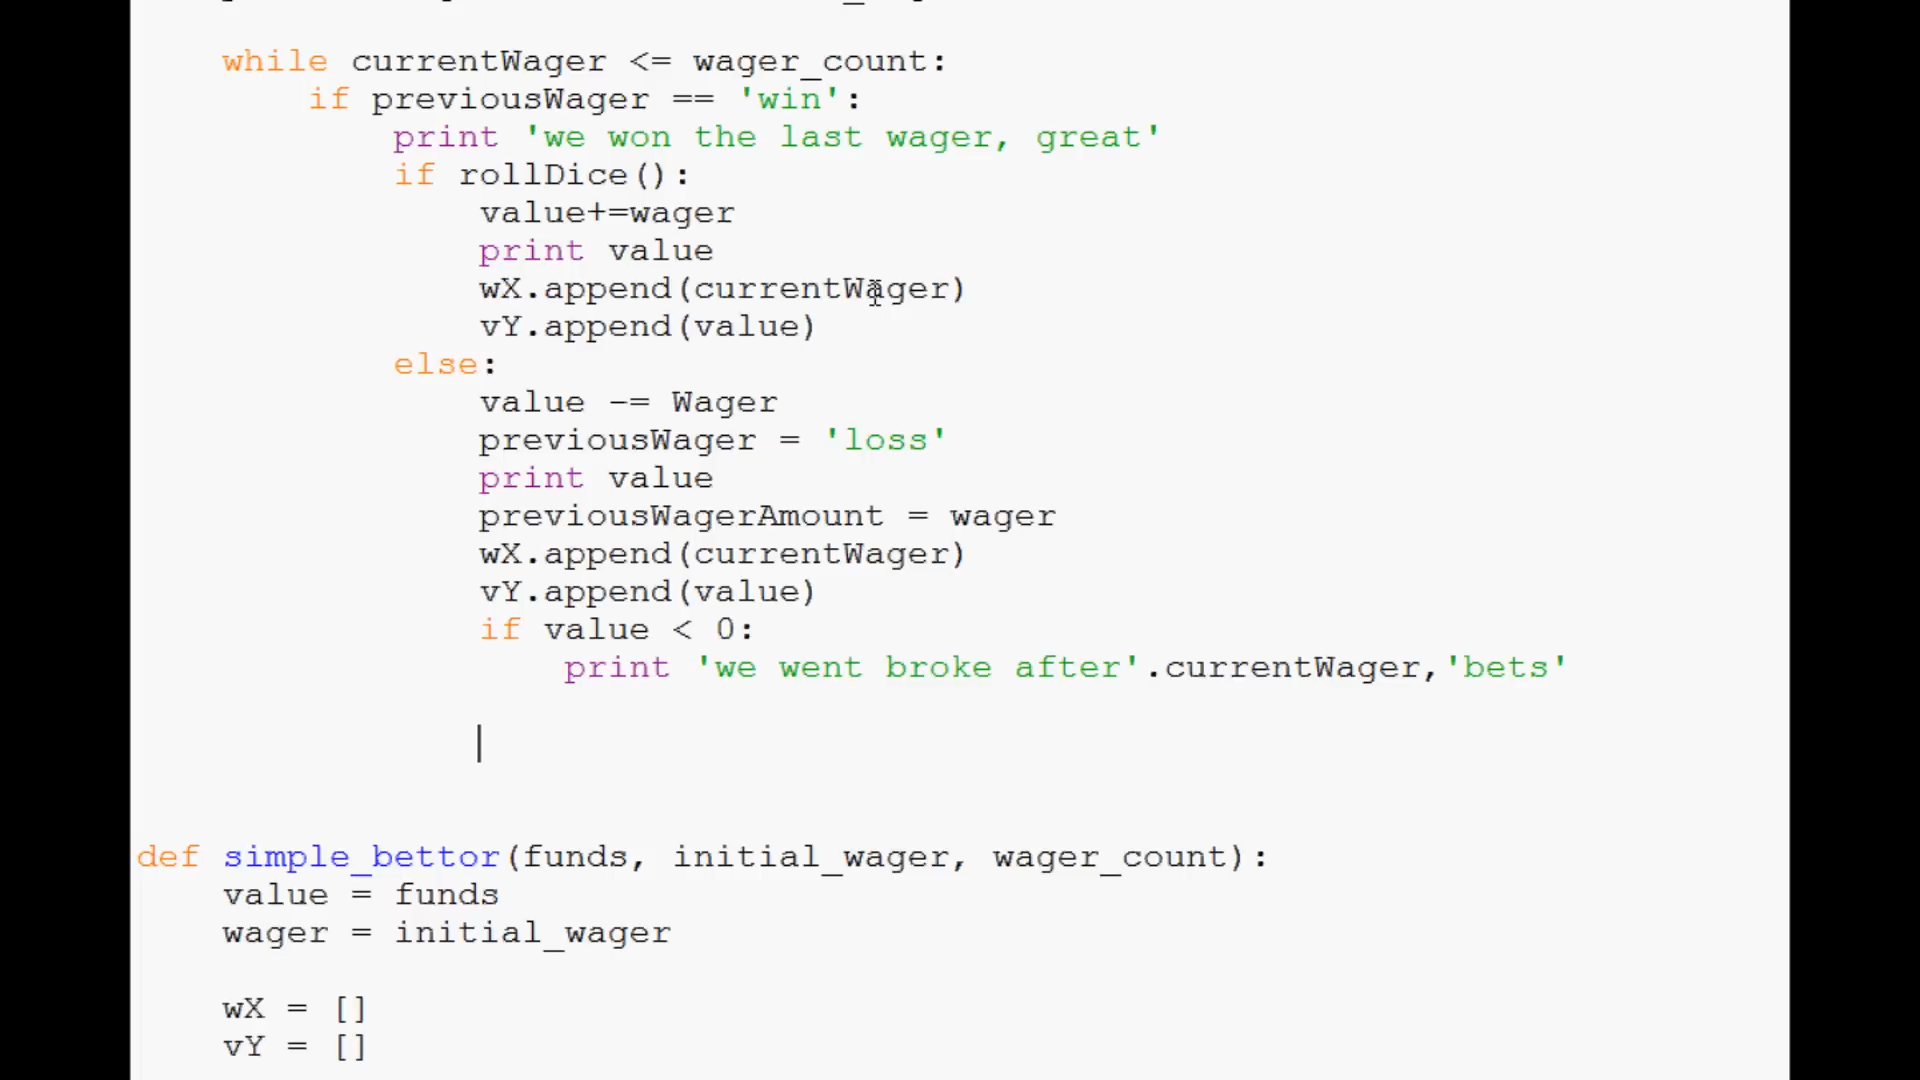 while currentWager <= wager_count:
if previousWager == 'win':
print 'we won the last wager, great'
if rollDice():
value+=wager
print value
wX.append(currentWager)
vY.append(value)
else:
value -= Wager
previousWager = 'loss'
print value
previousWagerAmount = wager
wX.append(currentWager)
vY.append(value)
if value < 0:
print 'we went broke after'.currentWager,'bets'
def simple_bettor(funds, initial_wager, wager_count):
value = funds
wager = initial_wager
wX = []
vY = []